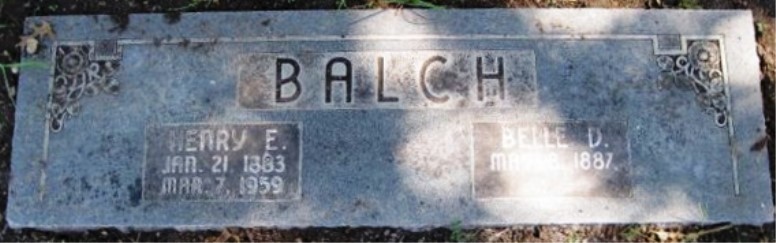 BALCH
HENRY E.
JAN. 21 1883
MAR. 7, 1959
BELLE D.
1887